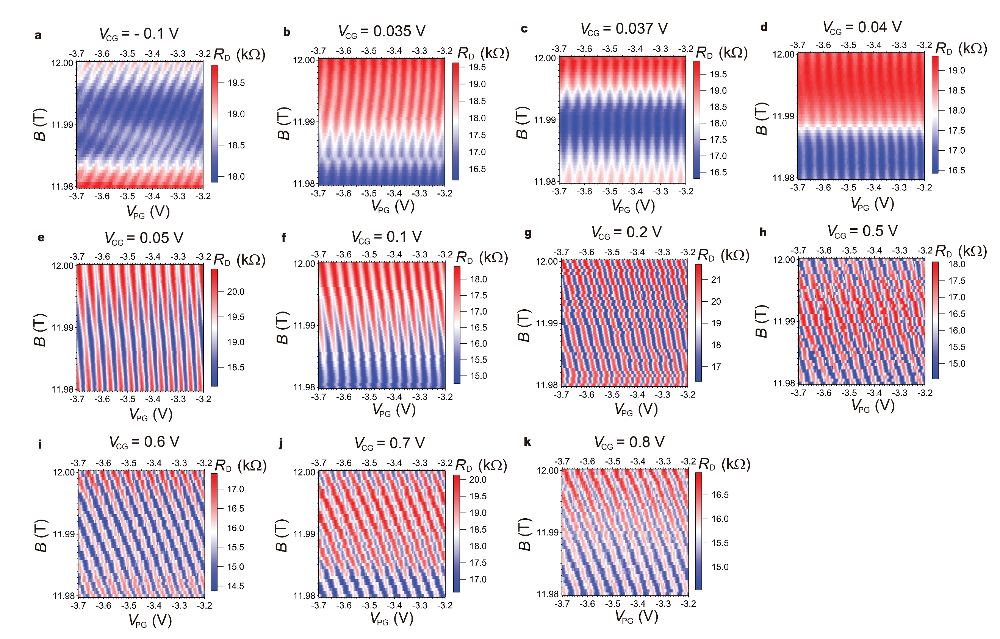 a
V_CG = - 0.1 V
-3.7 -3.6 -3.5 -3.4 -3.3 -3.2
R_D (kΩ)
12.00
11.99
11.98
B (T)
19.5
19.0
18.5
18.0
-3.7 -3.6 -3.5 -3.4 -3.3 -3.2
V_PG (V)
b
V_CG = 0.035 V
-3.7 -3.6 -3.5 -3.4 -3.3 -3.2
R_D (kΩ)
12.00
11.99
11.98
B (T)
19.5
19.0
18.5
18.0
17.5
17.0
16.5
-3.7 -3.6 -3.5 -3.4 -3.3 -3.2
V_PG (V)
c
V_CG = 0.037 V
-3.7 -3.6 -3.5 -3.4 -3.3 -3.2
R_D (kΩ)
12.00
11.99
11.98
B (T)
19.5
19.0
18.5
18.0
17.5
17.0
16.5
-3.7 -3.6 -3.5 -3.4 -3.3 -3.2
V_PG (V)
d
V_CG = 0.04 V
-3.7 -3.6 -3.5 -3.4 -3.3 -3.2
R_D (kΩ)
12.00
11.99
11.98
B (T)
19.0
18.5
18.0
17.5
17.0
16.5
-3.7 -3.6 -3.5 -3.4 -3.3 -3.2
V_PG (V)
e
V_CG = 0.05 V
-3.7 -3.6 -3.5 -3.4 -3.3 -3.2
R_D (kΩ)
12.00
11.99
11.98
B (T)
20.0
19.5
19.0
18.5
-3.7 -3.6 -3.5 -3.4 -3.3 -3.2
V_PG (V)
f
V_CG = 0.1 V
-3.7 -3.6 -3.5 -3.4 -3.3 -3.2
R_D (kΩ)
12.00
11.99
11.98
B (T)
18.0
17.5
17.0
16.5
16.0
15.5
15.0
-3.7 -3.6 -3.5 -3.4 -3.3 -3.2
V_PG (V)
g
V_CG = 0.2 V
-3.7 -3.6 -3.5 -3.4 -3.3 -3.2
R_D (kΩ)
12.00
11.99
11.98
B (T)
21
20
19
18
17
-3.7 -3.6 -3.5 -3.4 -3.3 -3.2
V_PG (V)
h
V_CG = 0.5 V
-3.7 -3.6 -3.5 -3.4 -3.3 -3.2
R_D (kΩ)
12.00
11.99
11.98
B (T)
18.0
17.5
17.0
16.5
16.0
15.5
15.0
-3.7 -3.6 -3.5 -3.4 -3.3 -3.2
V_PG (V)
i
V_CG = 0.6 V
-3.7 -3.6 -3.5 -3.4 -3.3 -3.2
R_D (kΩ)
12.00
11.99
11.98
B (T)
17.0
16.5
16.0
15.5
15.0
14.5
-3.7 -3.6 -3.5 -3.4 -3.3 -3.2
V_PG (V)
j
V_CG = 0.7 V
-3.7 -3.6 -3.5 -3.4 -3.3 -3.2
R_D (kΩ)
12.00
11.99
11.98
B (T)
20.0
19.5
19.0
18.5
18.0
17.5
17.0
-3.7 -3.6 -3.5 -3.4 -3.3 -3.2
V_PG (V)
k
V_CG = 0.8 V
-3.7 -3.6 -3.5 -3.4 -3.3 -3.2
R_D (kΩ)
12.00
11.99
11.98
B (T)
16.5
16.0
15.5
15.0
-3.7 -3.6 -3.5 -3.4 -3.3 -3.2
V_PG (V)